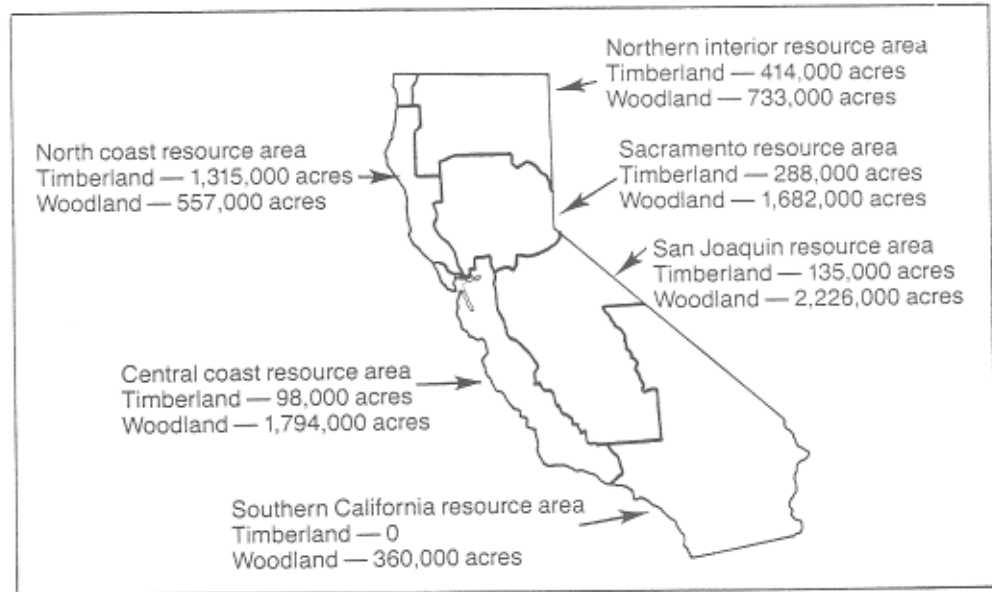 Northern interior resource area
Timberland — 414,000 acres
Woodland — 733,000 acres
North coast resource area
Timberland — 1,315,000 acres
Woodland — 557,000 acres
Sacramento resource area
Timberland — 288,000 acres
Woodland — 1,682,000 acres
San Joaquin resource area
Timberland — 135,000 acres
Woodland — 2,226,000 acres
Central coast resource area
Timberland — 98,000 acres
Woodland — 1,794,000 acres
Southern California resource area
Timberland — 0
Woodland — 360,000 acres